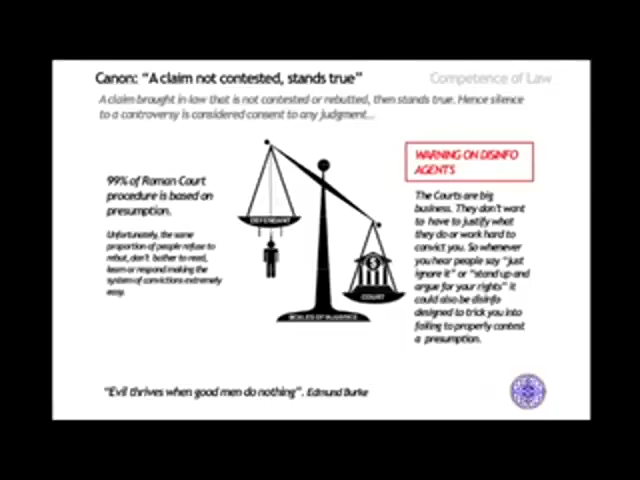 Canon: “A claim not contested, stands true”
Competence of Law
A claim brought in law that is not contested or rebutted, then stands true. Hence silence
to a controversy is considered consent to any judgment...
99% of Roman Court
procedure is based on
presumption.
Unfortunately, the same
proportion of people refuse to
rebut, don't bother to read,
learn or respond making the
system of convictions extremely
easy.
DEFENDANT
COURT
SCALES OF INJUSTICE
WARNING ON DISINFO
AGENTS
The Courts are big
business. They don't want
to have to justify what
they do or work hard to
convict you. So whenever
you hear people say “just
ignore it” or “stand up and
argue for your rights” it
could also be disinfo
designed to trick you into
failing to properly contest
a presumption.
“Evil thrives when good men do nothing”. Edmund Burke